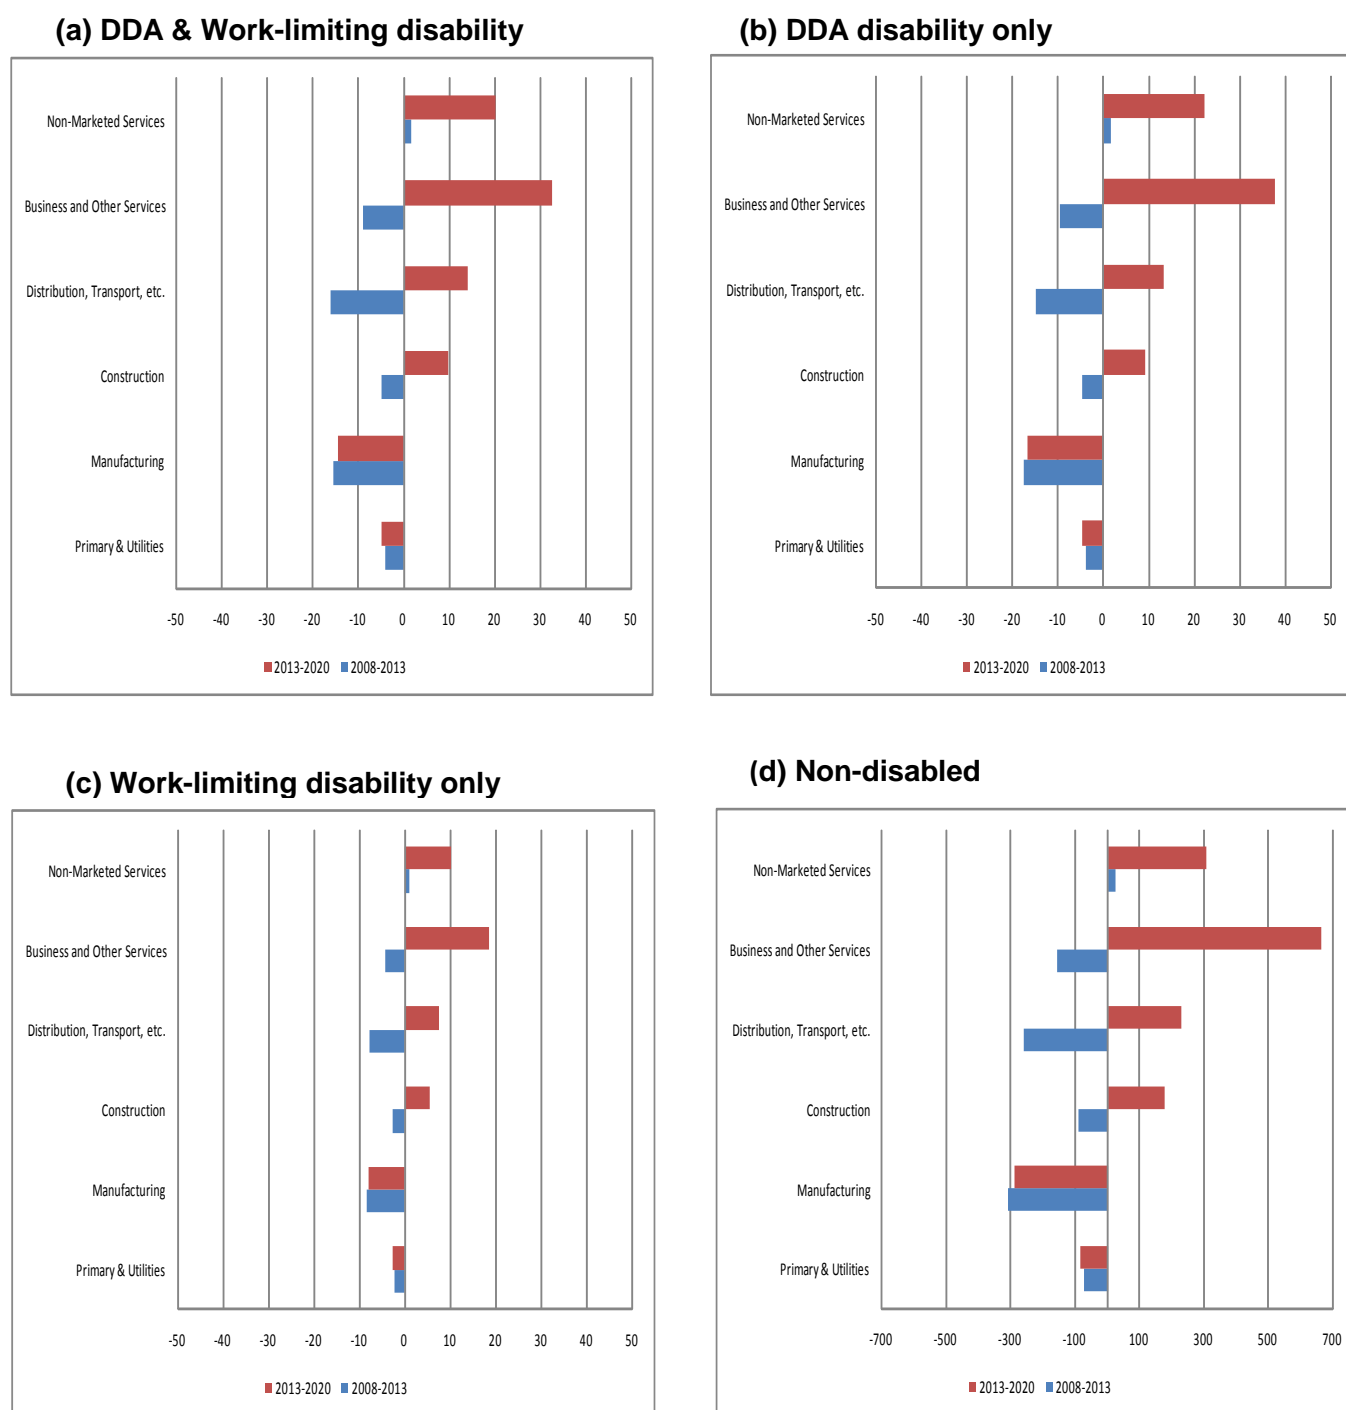 (a) DDA & Work-limiting disability
Non-Marketed Services
Business and Other Services
Distribution, Transport, etc.
Construction
Manufacturing
Primary & Utilities
-50 -40 -30 -20 -10 0 10 20 30 40 50
2013-2020 2008-2013
(b) DDA disability only
Non-Marketed Services
Business and Other Services
Distribution, Transport, etc.
Construction
Manufacturing
Primary & Utilities
-50 -40 -30 -20 -10 0 10 20 30 40 50
2013-2020 2008-2013
(c) Work-limiting disability only
Non-Marketed Services
Business and Other Services
Distribution, Transport, etc.
Construction
Manufacturing
Primary & Utilities
-50 -40 -30 -20 -10 0 10 20 30 40 50
2013-2020 2008-2013
(d) Non-disabled
Non-Marketed Services
Business and Other Services
Distribution, Transport, etc.
Construction
Manufacturing
Primary & Utilities
-700 -500 -300 -100 100 300 500 700
2013-2020 2008-2013